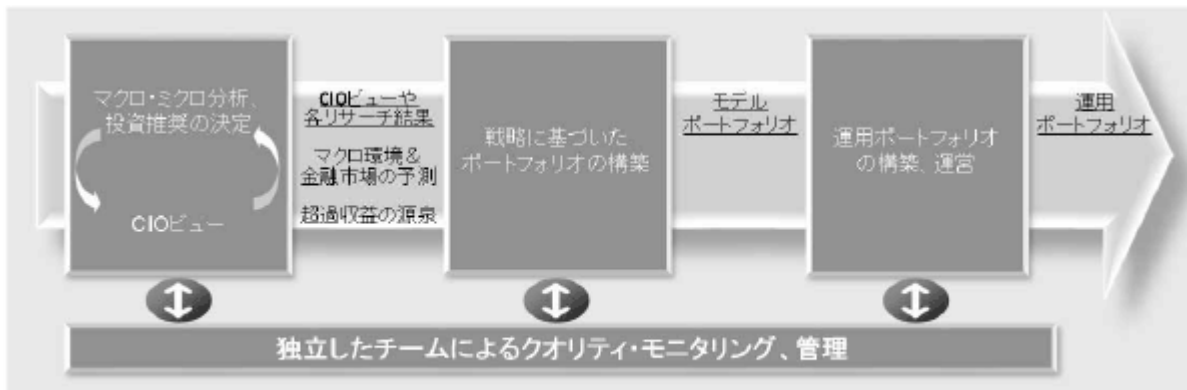 マクロ・ミクロ分析、
投資推奨の決定
CIOビュー
CIOビューや
各リサーチ結果
マクロ環境&
金融市場の予測
超過収益の源泉
戦略に基づいた
ポートフォリオの構築
モデル
ポートフォリオ
運用ポートフォリオ
の構築、運営
運用
ポートフォリオ
独立したチームによるクオリティ・モニタリング、管理